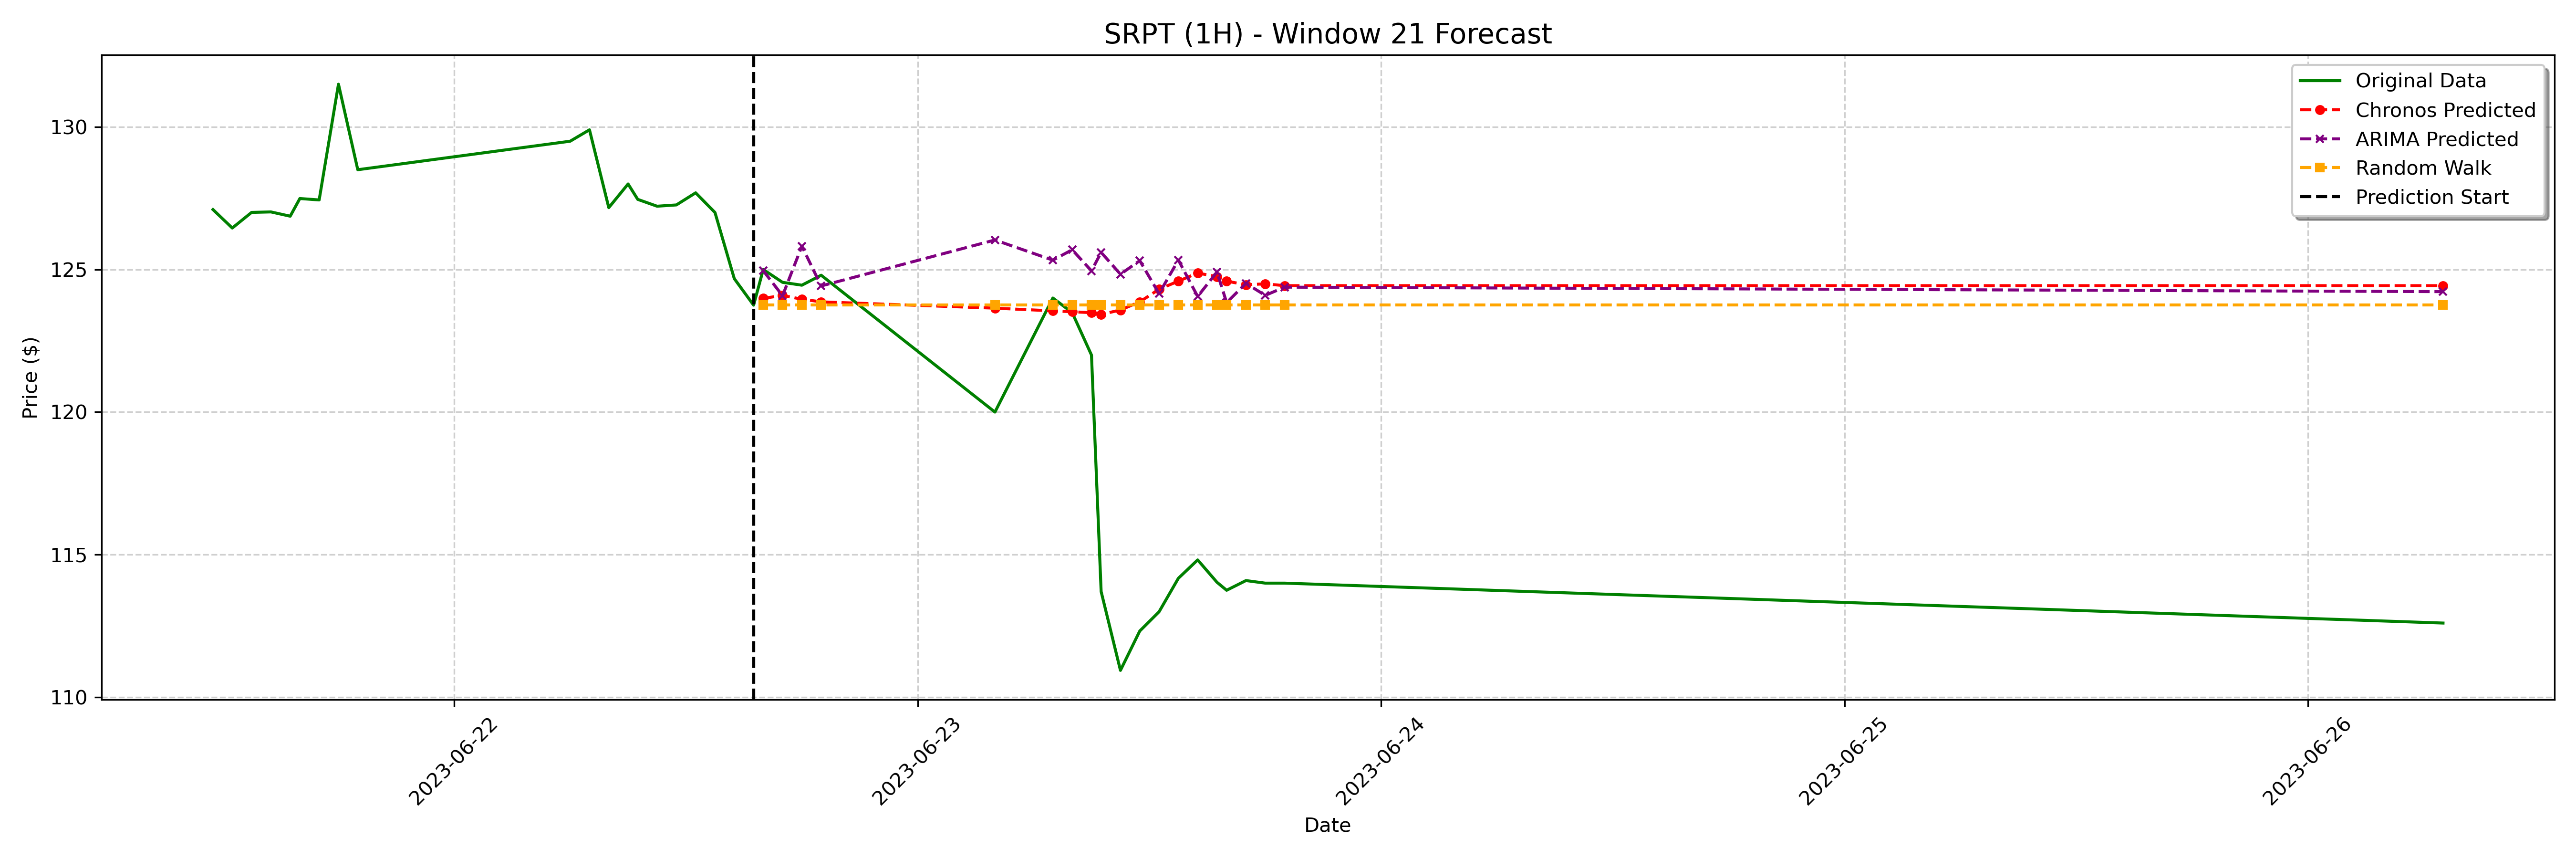 SRPT (1H) - Window 21 Forecast
Original Data
Chronos Predicted
ARIMA Predicted
Random Walk
Prediction Start
Price ($)
130
125
120
115
110
2023-06-22
2023-06-23
2023-06-24
2023-06-25
2023-06-26
Date